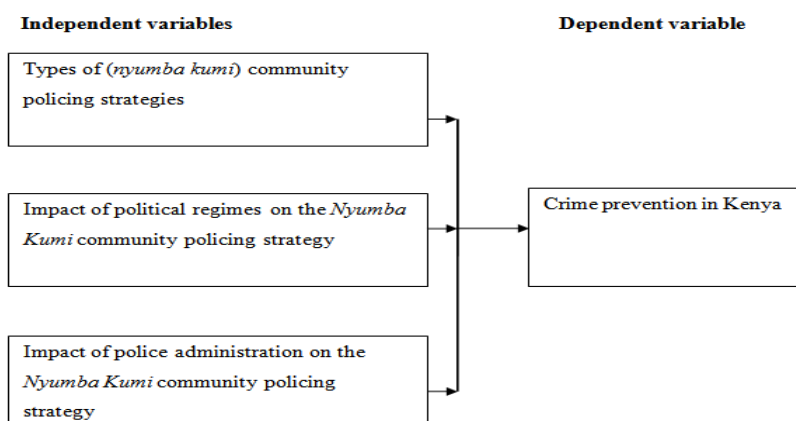 Independent variables
Dependent variable
Types of (nyumba kumi) community
policing strategies
Impact of political regimes on the Nyumba
Kumi community policing strategy
Crime prevention in Kenya
Impact of police administration on the
Nyumba Kumi community policing
strategy